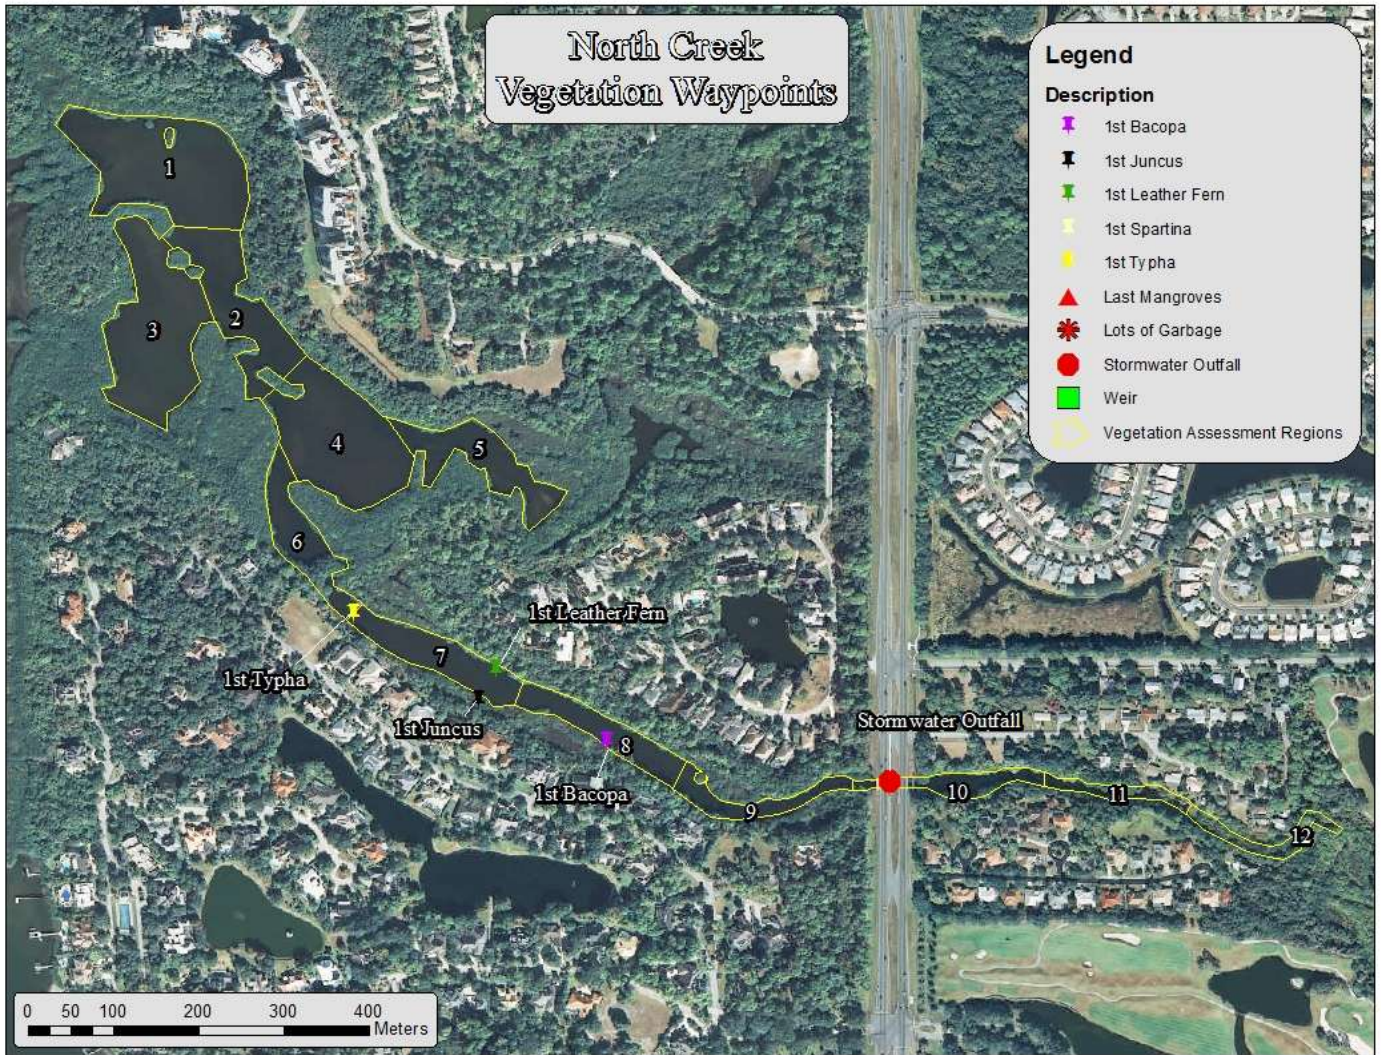 North Creek
Vegetation Waypoints
Legend
Description
1st Bacopa
1st Juncus
1st Leather Fern
1st Spartina
1st Typha
Last Mangroves
Lots of Garbage
Stormwater Outfall
Weir
Vegetation Assessment Regions
1
2
3
4
5
6
1st Leather Fern
7
1st Typha
1st Juncus
Stormwater Outfall
8
1st Bacopa
9
10
11
12
0 50 100 200 300 400
Meters